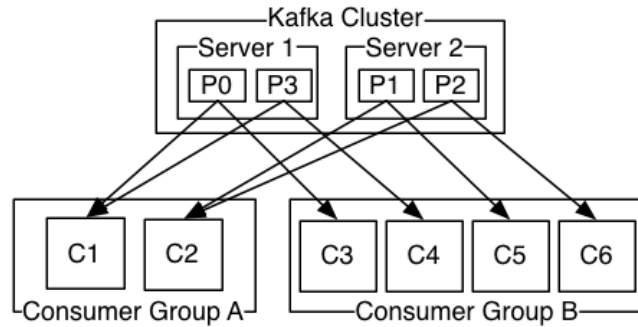 Kafka Cluster
Server 1 Server 2
P0 P3 P1 P2
C1 C2 C3 C4 C5 C6
Consumer Group A Consumer Group B